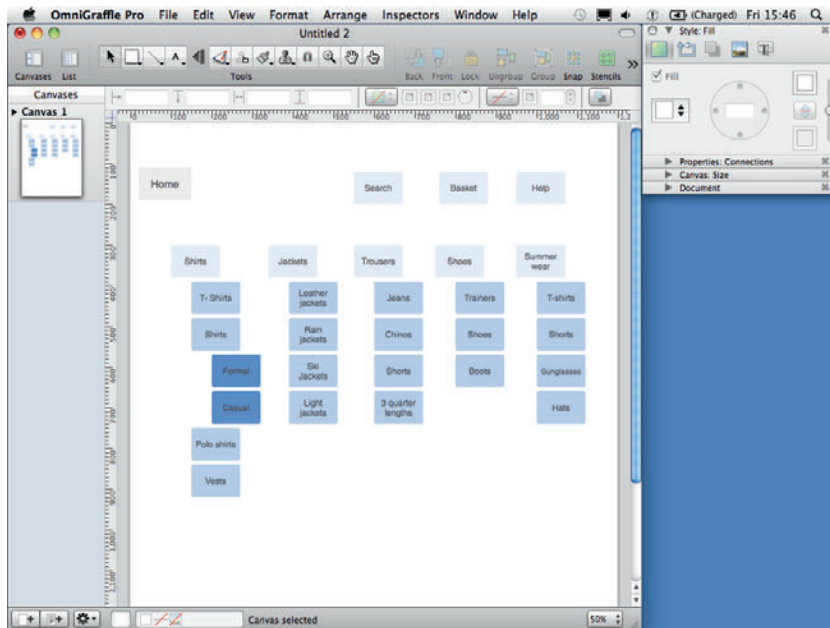 OmniGraffle Pro File Edit View Format Arrange Inspectors Window Help (Charged) Fri 15:46
Untitled 2
Style: Fill
Canvases List
Tools
Back Front Lock Ungroup Group Snap Stencils
Fill
Canvases
Canvas 1
Properties: Connections
Canvas: Size
Document
Home
Search
Basket
Help
Shirts
Jackets
Trousers
Shoes
Summer
wear
T- Shirts
Leather
jackets
Jeans
Trainers
T-shirts
Shirts
Rain
jackets
Chinos
Shoes
Shorts
Formal
Ski
Jackets
Shorts
Boots
Sunglasses
Casual
Light
jackets
3 quarter
lengths
Hats
Polo shirts
Vests
Canvas selected
50%